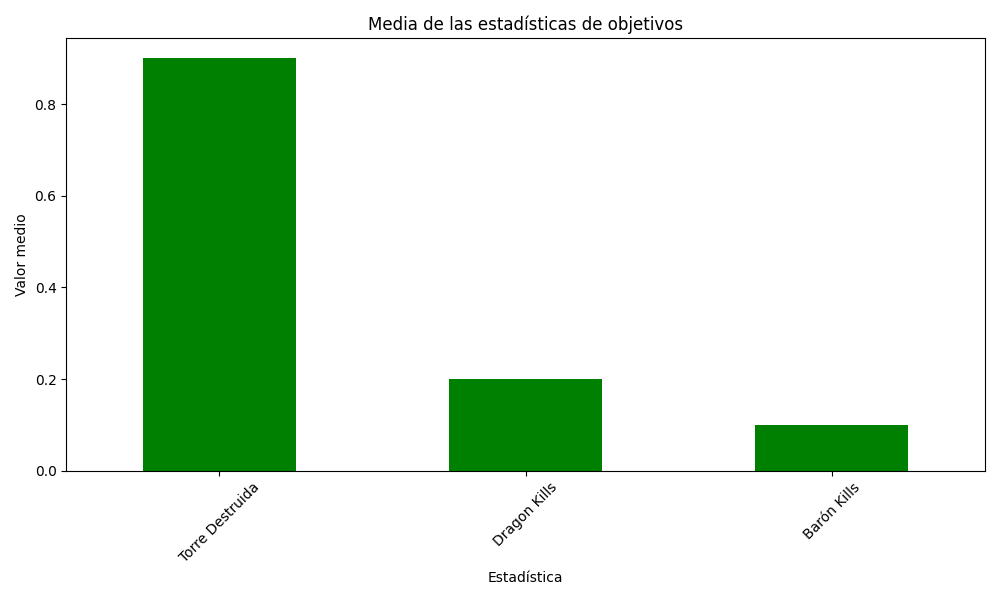 Media de las estadísticas de objetivos
Valor medio
0.8
0.6
0.4
0.2
0.0
Torre Destruida
Dragon Kills
Barón Kills
Estadística